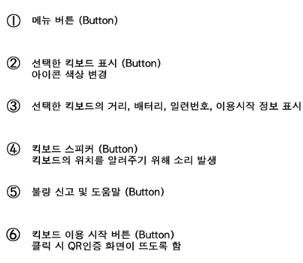 ① 메뉴 버튼 (Button)
② 선택한 킥보드 표시 (Button)
아이콘 색상 변경
③ 선택한 킥보드의 거리, 배터리, 일련번호, 이용시작 정보 표시
④ 킥보드 스피커 (Button)
킥보드의 위치를 알려주기 위해 소리 발생
⑤ 불량 신고 및 도움말 (Button)
⑥ 킥보드 이용 시작 버튼 (Button)
클릭 시 QR인증 화면이 뜨도록 함